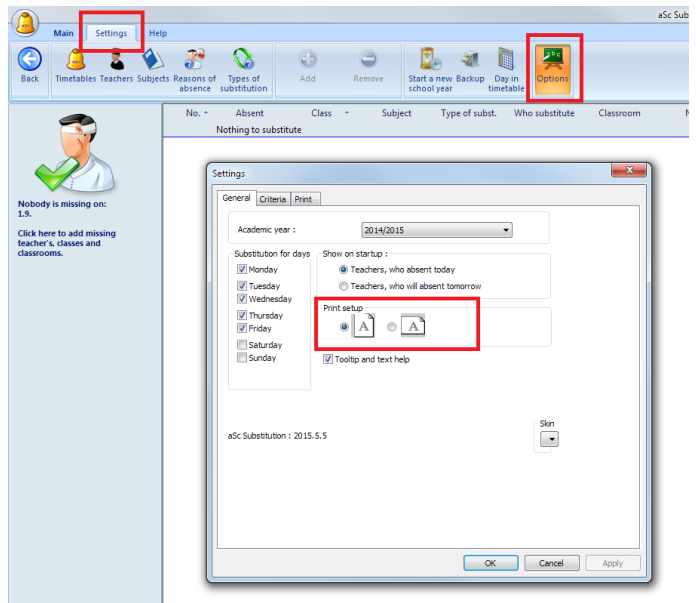 aSc Sub
Main Settings Help
Back Timetables Teachers Subjects Reasons of absence Types of substitution Add Remove Start a new school year Backup Day in timetable abc Options
No. Absent Class Subject Type of subst. Who substitute Classroom
Nothing to substitute
Nobody is missing on:
1.9.
Click here to add missing
teacher's, classes and
classrooms.
Settings
General Criteria Print
Academic year : 2014/2015
Substitution for days
Monday
Tuesday
Wednesday
Thursday
Friday
Saturday
Sunday
Show on startup :
Teachers, who absent today
Teachers, who will absent tomorrow
Print setup
A A
Tooltip and text help
aSc Substitution : 2015.5.5
Skin
OK Cancel Apply